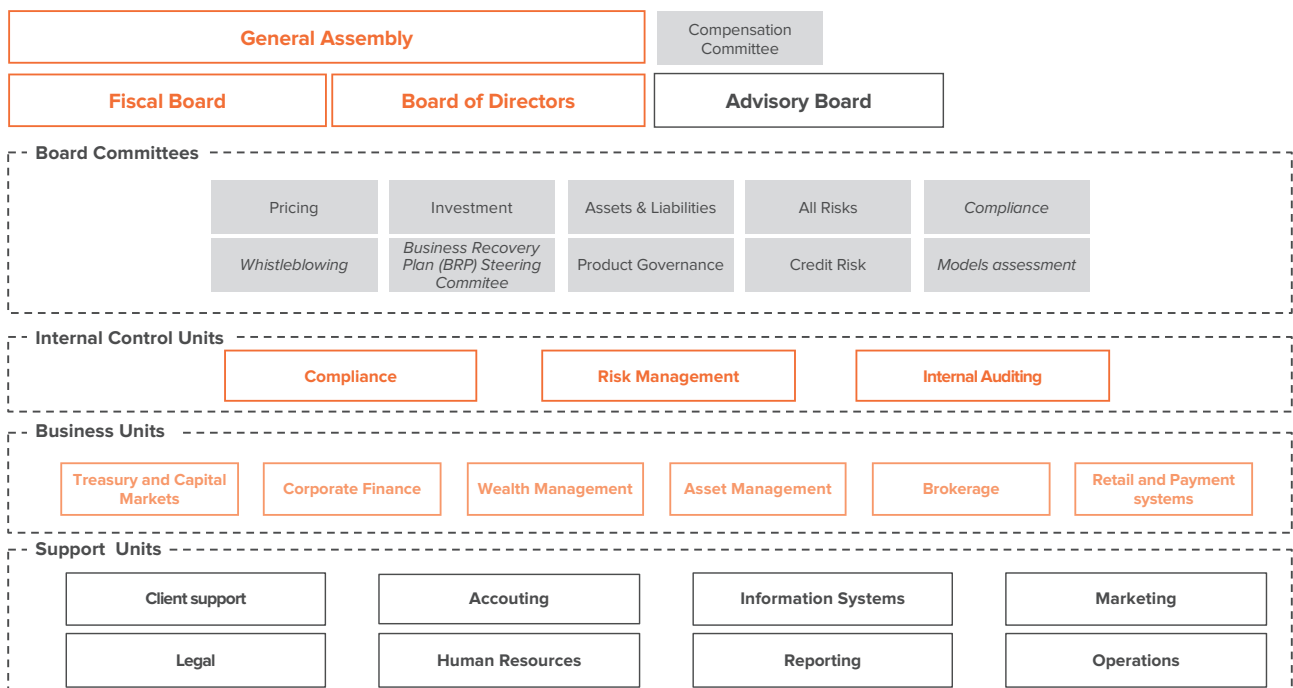 General Assembly
Compensation
Committee
Fiscal Board
Board of Directors
Advisory Board
Board Committees
Pricing
Investment
Assets & Liabilities
All Risks
Compliance
Whistleblowing
Business Recovery
Plan (BRP) Steering
Commitee
Product Governance
Credit Risk
Models assessment
Internal Control Units
Compliance
Risk Management
Internal Auditing
Business Units
Treasury and Capital
Markets
Corporate Finance
Wealth Management
Asset Management
Brokerage
Retail and Payment
systems
Support Units
Client support
Accouting
Information Systems
Marketing
Legal
Human Resources
Reporting
Operations